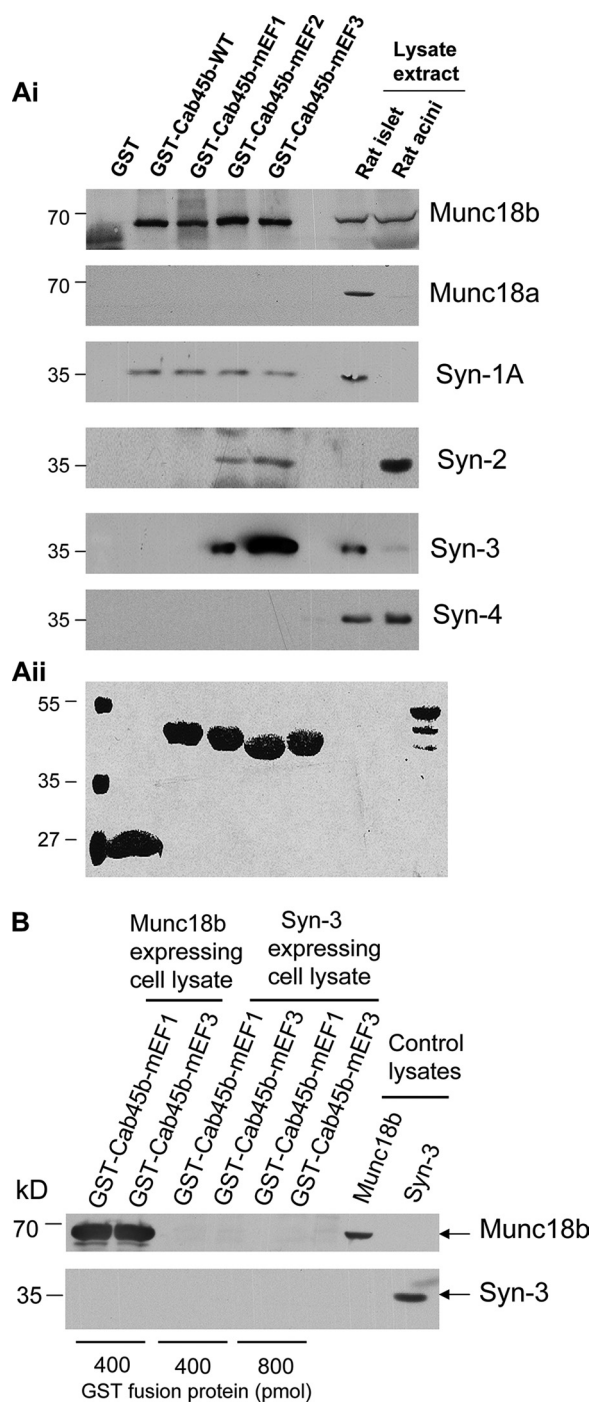 Ai
GST
GST-Cab45b-WT
GST-Cab45b-mEF1
GST-Cab45b-mEF2
GST-Cab45b-mEF3
Lysate
extract
Rat islet
Rat acini
70
Munc18b
70
Munc18a
35
Syn-1A
35
Syn-2
35
Syn-3
35
Syn-4
Aii
55
35
27
B
Munc18b
expressing
cell lysate
Syn-3
expressing
cell lysate
Control
lysates
GST-Cab45b-mEF1
GST-Cab45b-mEF3
GST-Cab45b-mEF1
GST-Cab45b-mEF3
GST-Cab45b-mEF1
GST-Cab45b-mEF3
Munc18b
Syn-3
kD
70
Munc18b
35
Syn-3
400 400 800
GST fusion protein (pmol)